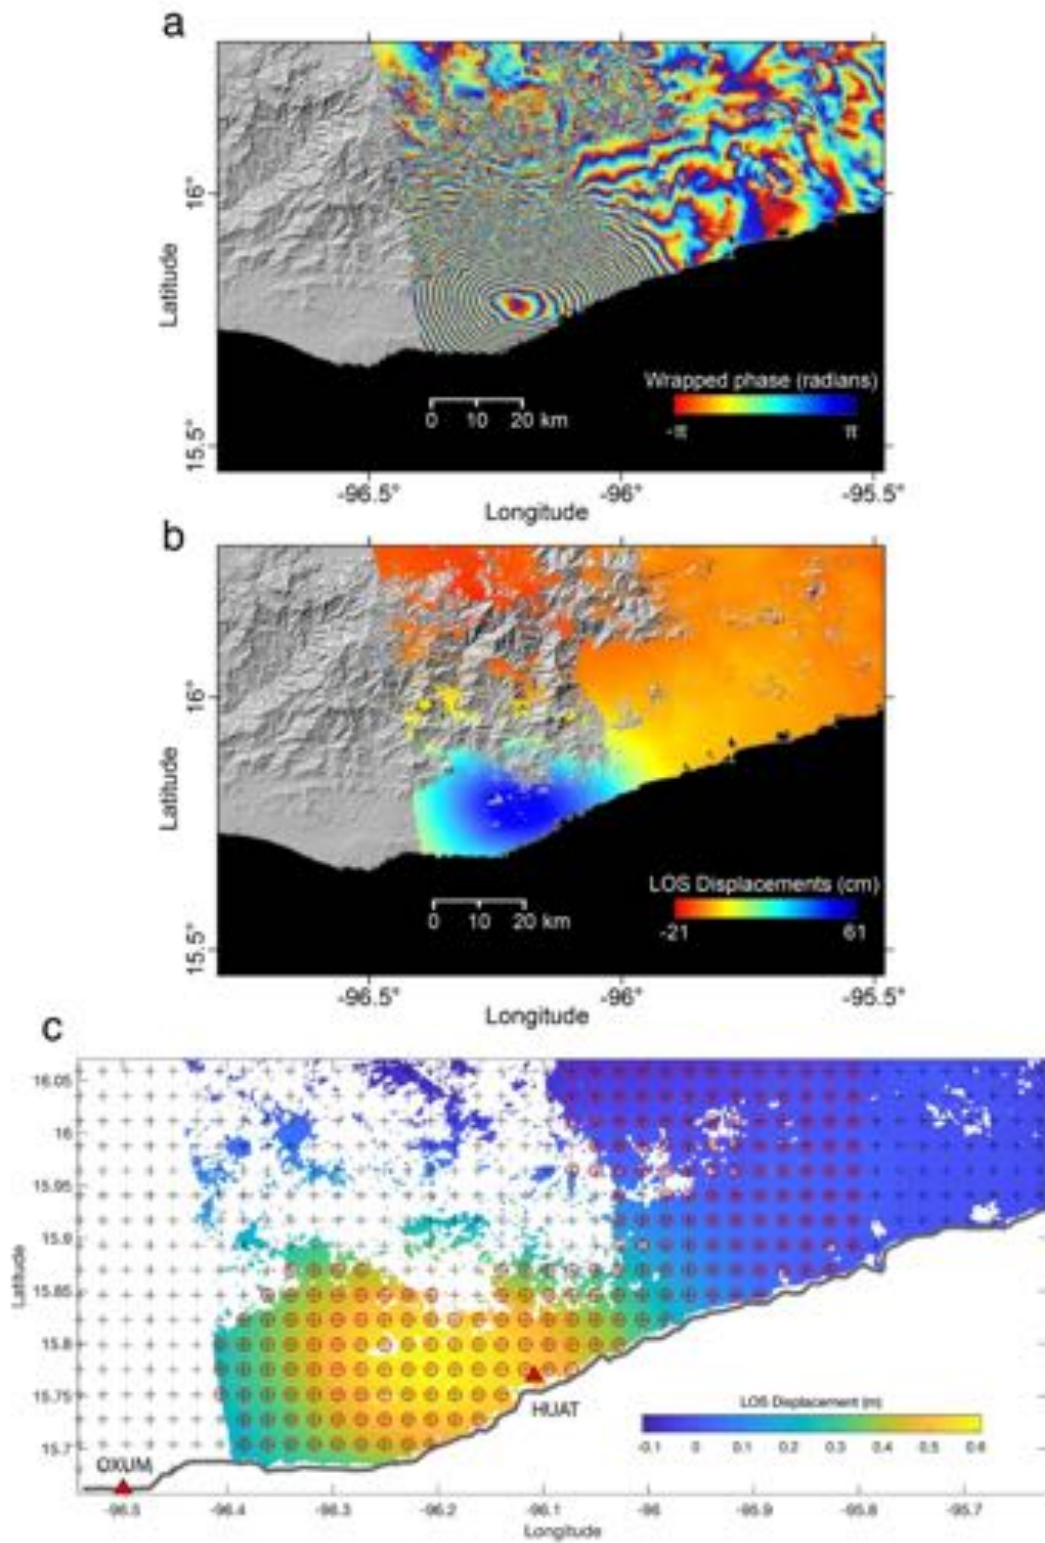 a
16°
Latitude
15.5°
Wrapped phase (radians)
-π π
0 10 20 km
-96.5° -96° -95.5°
Longitude
b
16°
Latitude
15.5°
LOS Displacements (cm)
-21 61
0 10 20 km
-96.5° -96° -95.5°
Longitude
c
16.05
16
15.95
15.9
15.85
15.8
15.75
15.7
Latitude
HUAT
OXUM
LOS Displacement (m)
-0.1 0 0.1 0.2 0.3 0.4 0.5 0.6
-96.5 -96.4 -96.3 -96.2 -96.1 -96 -95.9 -95.8 -95.7
Longitude